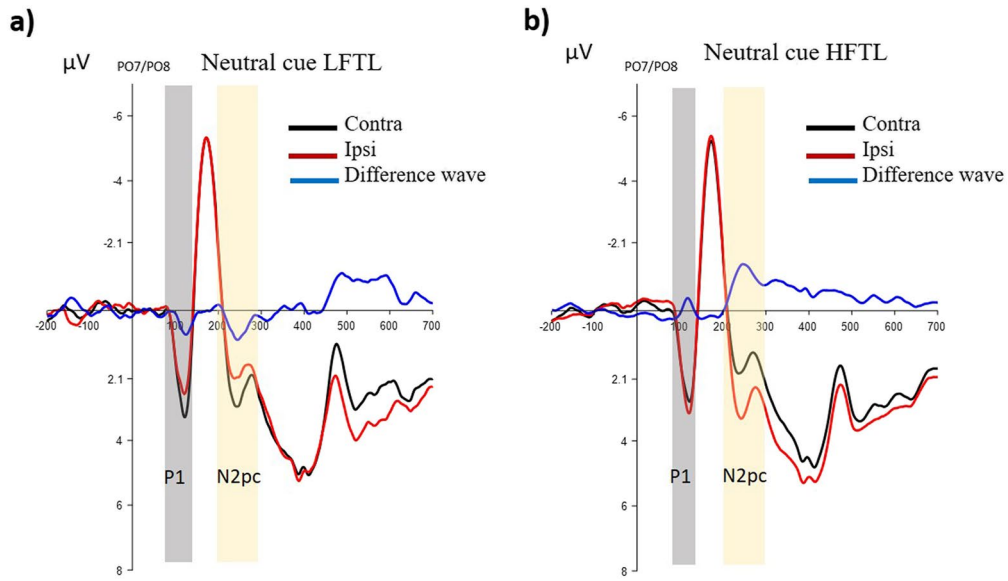 a)
μV
PO7/PO8
Neutral cue LFTL
-6
Contra
Ipsi
-4
Difference wave
-2.1
-200
-100
100
200
300
400
500
600
700
2.1
4
P1
N2pc
6
8
b)
μV
PO7/PO8
Neutral cue HFTL
-6
Contra
Ipsi
-4
Difference wave
-2.1
-200
-100
100
200
300
400
500
600
700
2.1
4
P1
N2pc
6
8